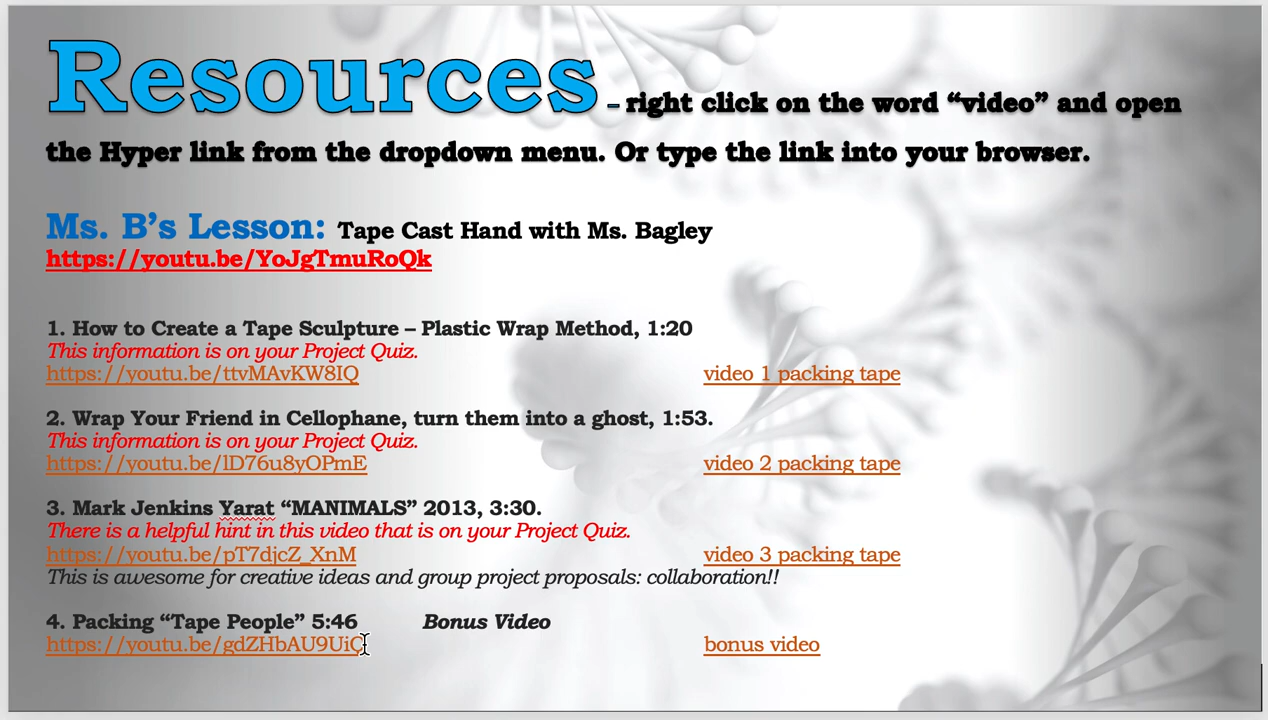 Resources – right click on the word “video” and open
the Hyper link from the dropdown menu. Or type the link into your browser.
Ms. B’s Lesson: Tape Cast Hand with Ms. Bagley
https://youtu.be/YoJgTmuRoQk
1. How to Create a Tape Sculpture – Plastic Wrap Method, 1:20
This information is on your Project Quiz.
https://youtu.be/ttvMAvKW8IQ video 1 packing tape
2. Wrap Your Friend in Cellophane, turn them into a ghost, 1:53.
This information is on your Project Quiz.
https://youtu.be/lD76u8yOPmE video 2 packing tape
3. Mark Jenkins Yarat “MANIMALS” 2013, 3:30.
There is a helpful hint in this video that is on your Project Quiz.
https://youtu.be/pT7djcZ_XnM video 3 packing tape
This is awesome for creative ideas and group project proposals: collaboration!!
4. Packing “Tape People” 5:46 Bonus Video
https://youtu.be/gdZHbAU9UiQ bonus video